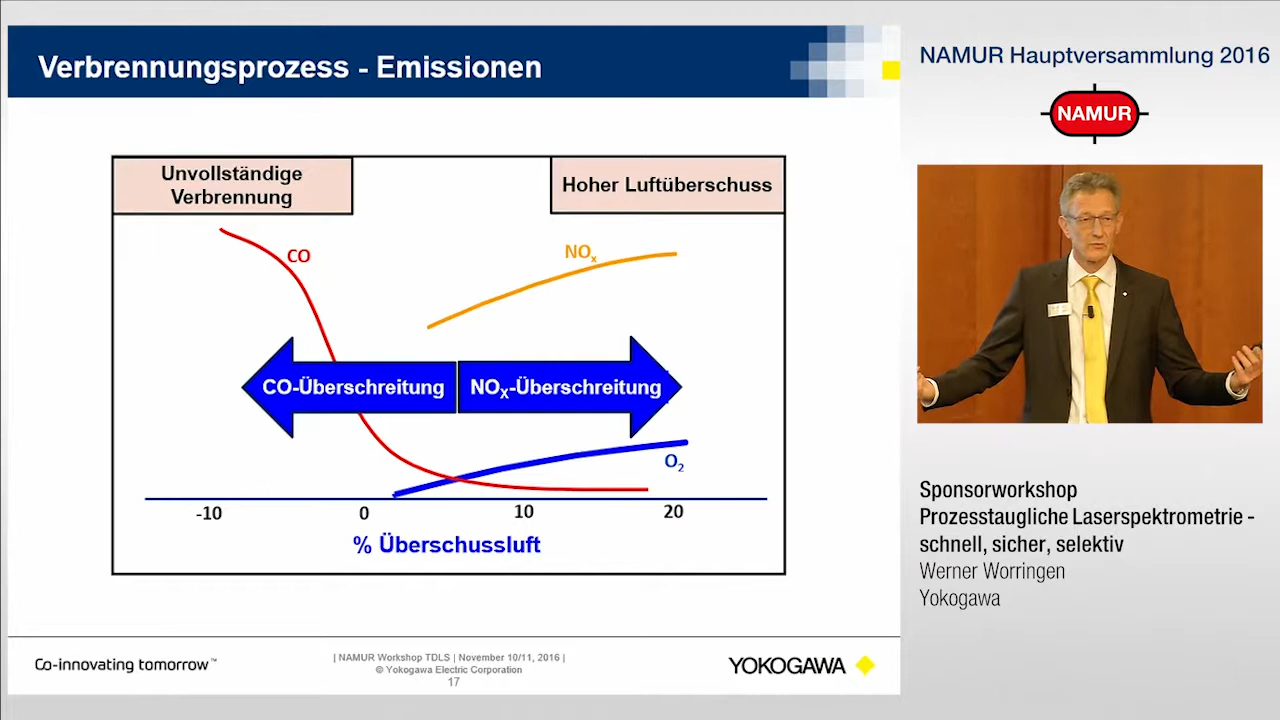 Verbrennungsprozess - Emissionen
Unvollständige
Verbrennung
Hoher Luftüberschuss
CO
NOx
CO-Überschreitung
NOX-Überschreitung
O2
-10
0
10
20
% Überschussluft
Co-innovating tomorrow™
| NAMUR Workshop TDLS | November 10/11, 2016 |
© Yokogawa Electric Corporation
17
YOKOGAWA
NAMUR Hauptversammlung 2016
NAMUR
Sponsorworkshop
Prozesstaugliche Laserspektrometrie -
schnell, sicher, selektiv
Werner Worringen
Yokogawa